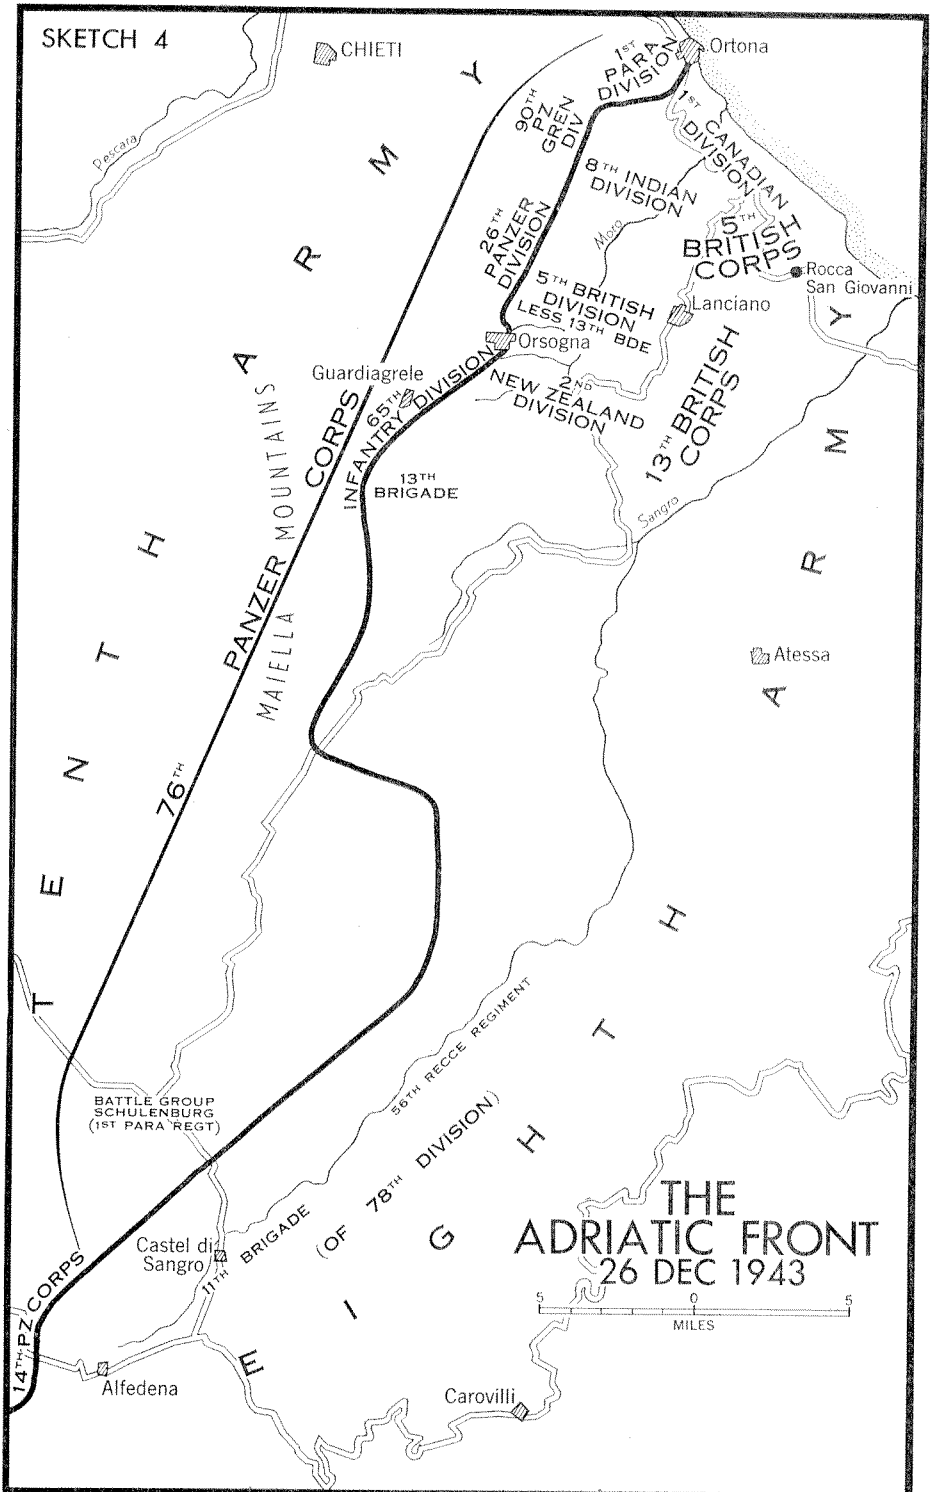 SKETCH 4
CHIETI
Ortona
Pescara
1ST
PARA
DIVISION
90TH
PZ
GREN
DIV
1ST CANADIAN
DIVISION
8TH INDIAN
DIVISION
26TH
PANZER
DIVISION
Moro
5TH
BRITISH
CORPS
Rocca
San Giovanni
5TH BRITISH
DIVISION
LESS 13TH BDE
Lanciano
Orsogna
Guardiagrele
65TH
INFANTRY DIVISION
2ND
NEW ZEALAND
DIVISION
13TH BRITISH
CORPS
13TH
BRIGADE
Sangro
76TH PANZER CORPS
MAIELLA MOUNTAINS
TENTH ARMY
Atessa
EIGHTH ARMY
56TH RECCE REGIMENT
BATTLE GROUP
SCHULENBURG
(1ST PARA REGT)
11TH BRIGADE
(OF 78TH DIVISION)
Castel di
Sangro
14TH PZ CORPS
Alfedena
Carovilli
THE
ADRIATIC FRONT
26 DEC 1943
5 0 5
MILES